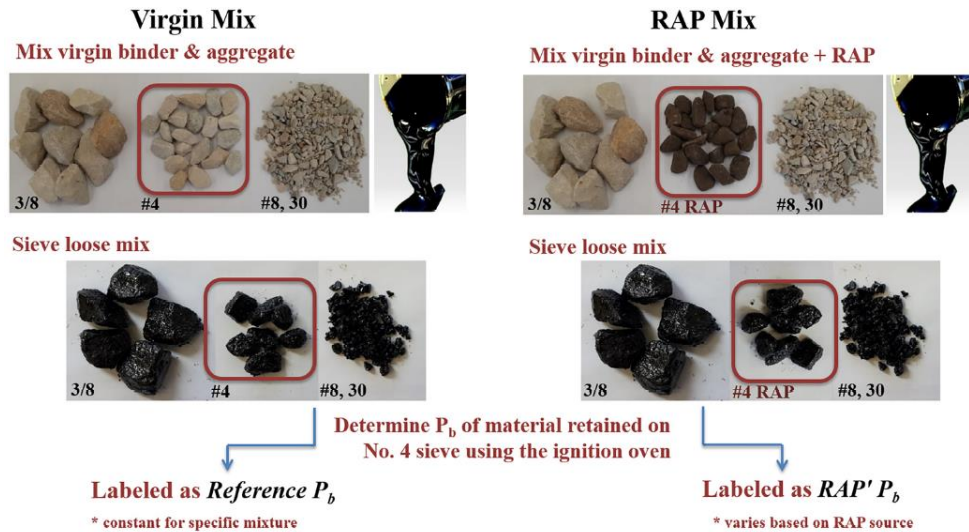 Virgin Mix
Mix virgin binder & aggregate
3/8
#4
#8, 30
Sieve loose mix
3/8
#4
#8, 30
RAP Mix
Mix virgin binder & aggregate + RAP
3/8
#4 RAP
#8, 30
Sieve loose mix
3/8
#4 RAP
#8, 30
Determine Pb of material retained on
No. 4 sieve using the ignition oven
Labeled as Reference Pb
* constant for specific mixture
Labeled as RAP' Pb
* varies based on RAP source